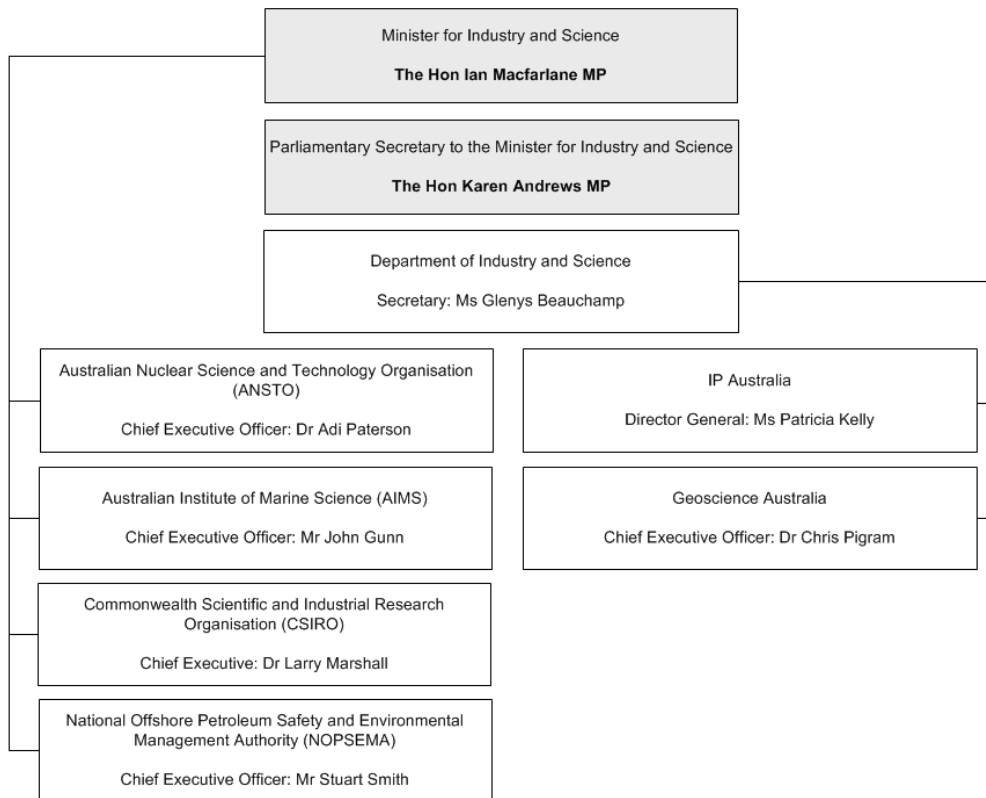 Minister for Industry and Science
The Hon Ian Macfarlane MP
Parliamentary Secretary to the Minister for Industry and Science
The Hon Karen Andrews MP
Department of Industry and Science
Secretary: Ms Glenys Beauchamp
Australian Nuclear Science and Technology Organisation
(ANSTO)
Chief Executive Officer: Dr Adi Paterson
IP Australia
Director General: Ms Patricia Kelly
Australian Institute of Marine Science (AIMS)
Chief Executive Officer: Mr John Gunn
Geoscience Australia
Chief Executive Officer: Dr Chris Pigram
Commonwealth Scientific and Industrial Research
Organisation (CSIRO)
Chief Executive: Dr Larry Marshall
National Offshore Petroleum Safety and Environmental
Management Authority (NOPSEMA)
Chief Executive Officer: Mr Stuart Smith